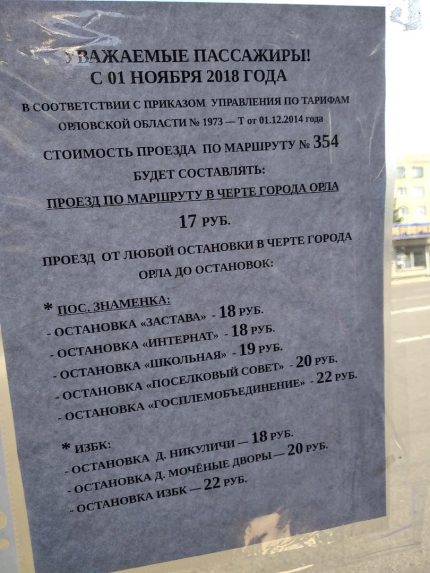 УВАЖАЕМЫЕ ПАССАЖИРЫ!
С 01 НОЯБРЯ 2018 ГОДА
В СООТВЕТСТВИИ С ПРИКАЗОМ УПРАВЛЕНИЯ ПО ТАРИФАМ
ОРЛОВСКОЙ ОБЛАСТИ № 1973 — Т от 01.12.2014 года
СТОИМОСТЬ ПРОЕЗДА ПО МАРШРУТУ № 354
БУДЕТ СОСТАВЛЯТЬ:
ПРОЕЗД ПО МАРШРУТУ В ЧЕРТЕ ГОРОДА ОРЛА
17 РУБ.
ПРОЕЗД ОТ ЛЮБОЙ ОСТАНОВКИ В ЧЕРТЕ ГОРОДА
ОРЛА ДО ОСТАНОВОК:
* ПОС. ЗНАМЕНКА:
- ОСТАНОВКА «ЗАСТАВА» - 18 РУБ.
- ОСТАНОВКА «ИНТЕРНАТ» - 18 РУБ.
- ОСТАНОВКА «ШКОЛЬНАЯ» - 19 РУБ.
- ОСТАНОВКА «ПОСЕЛКОВЫЙ СОВЕТ» - 20 РУБ.
- ОСТАНОВКА «ГОСПЛЕМОБЪЕДИНЕНИЕ» - 22 РУБ.
* ИЗБК:
- ОСТАНОВКА Д. НИКУЛИЧИ — 18 РУБ.
- ОСТАНОВКА Д. МОЧЁНЫЕ ДВОРЫ — 20 РУБ.
- ОСТАНОВКА ИЗБК — 22 РУБ.